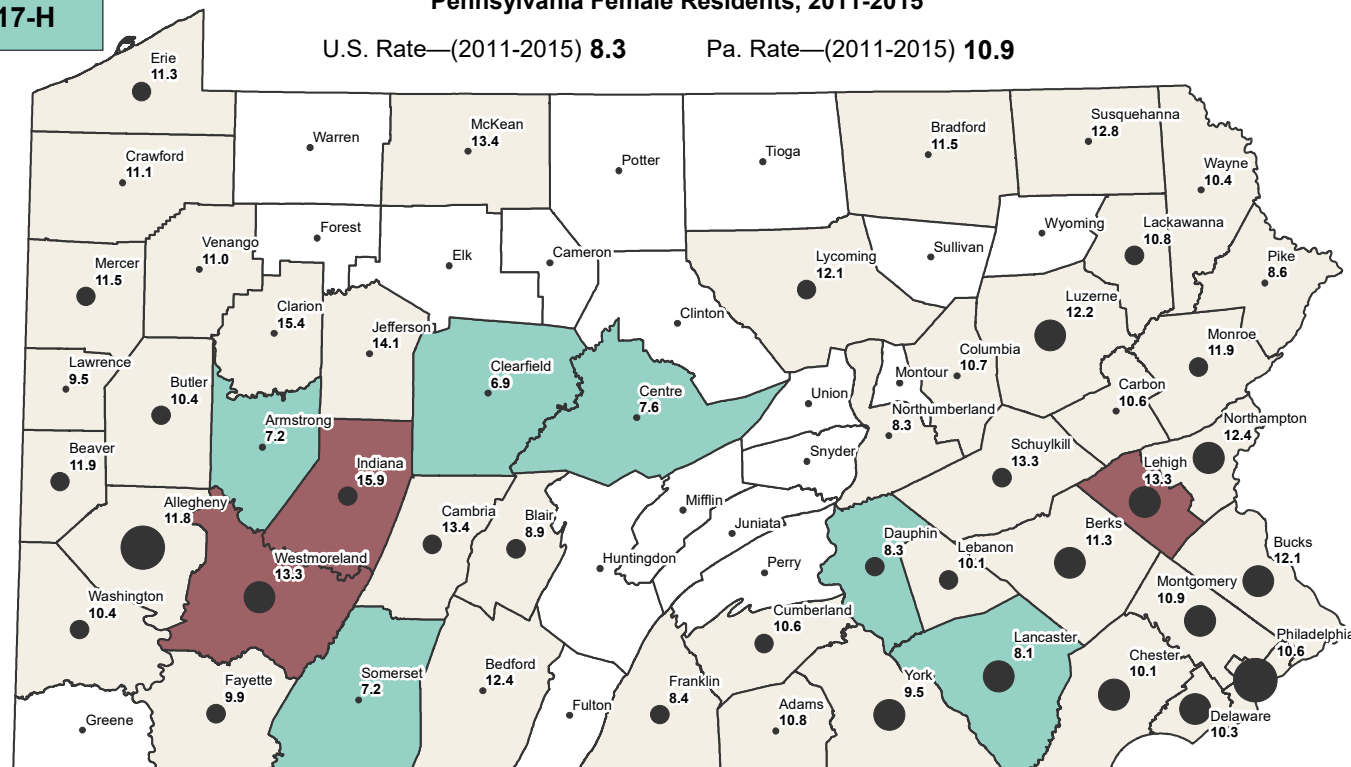 17-H
Pennsylvania Female Residents, 2011-2015
U.S. Rate—(2011-2015) 8.3
Pa. Rate—(2011-2015) 10.9
Erie
11.3
Warren
McKean
13.4
Potter
Tioga
Bradford
11.5
Susquehanna
12.8
Crawford
11.1
Wayne
10.4
Venango
11.0
Forest
Elk
Cameron
Lycoming
12.1
Sullivan
Wyoming
Lackawanna
10.8
Pike
8.6
Mercer
11.5
Clarion
15.4
Jefferson
14.1
Clinton
Luzerne
12.2
Monroe
11.9
Lawrence
9.5
Butler
10.4
Clearfield
6.9
Centre
7.6
Union
Montour
Columbia
10.7
Carbon
10.6
Armstrong
7.2
Northumberland
8.3
Northampton
12.4
Beaver
11.9
Indiana
15.9
Snyder
Schuylkill
13.3
Lehigh
13.3
Allegheny
11.8
Cambria
13.4
Blair
8.9
Mifflin
Juniata
Dauphin
8.3
Lebanon
10.1
Berks
11.3
Bucks
12.1
Westmoreland
13.3
Huntingdon
Perry
Montgomery
10.9
Washington
10.4
Cumberland
10.6
Lancaster
8.1
Philadelphia
10.6
Fayette
9.9
Somerset
7.2
Bedford
12.4
Franklin
8.4
York
9.5
Chester
10.1
Greene
Fulton
Adams
10.8
Delaware
10.3